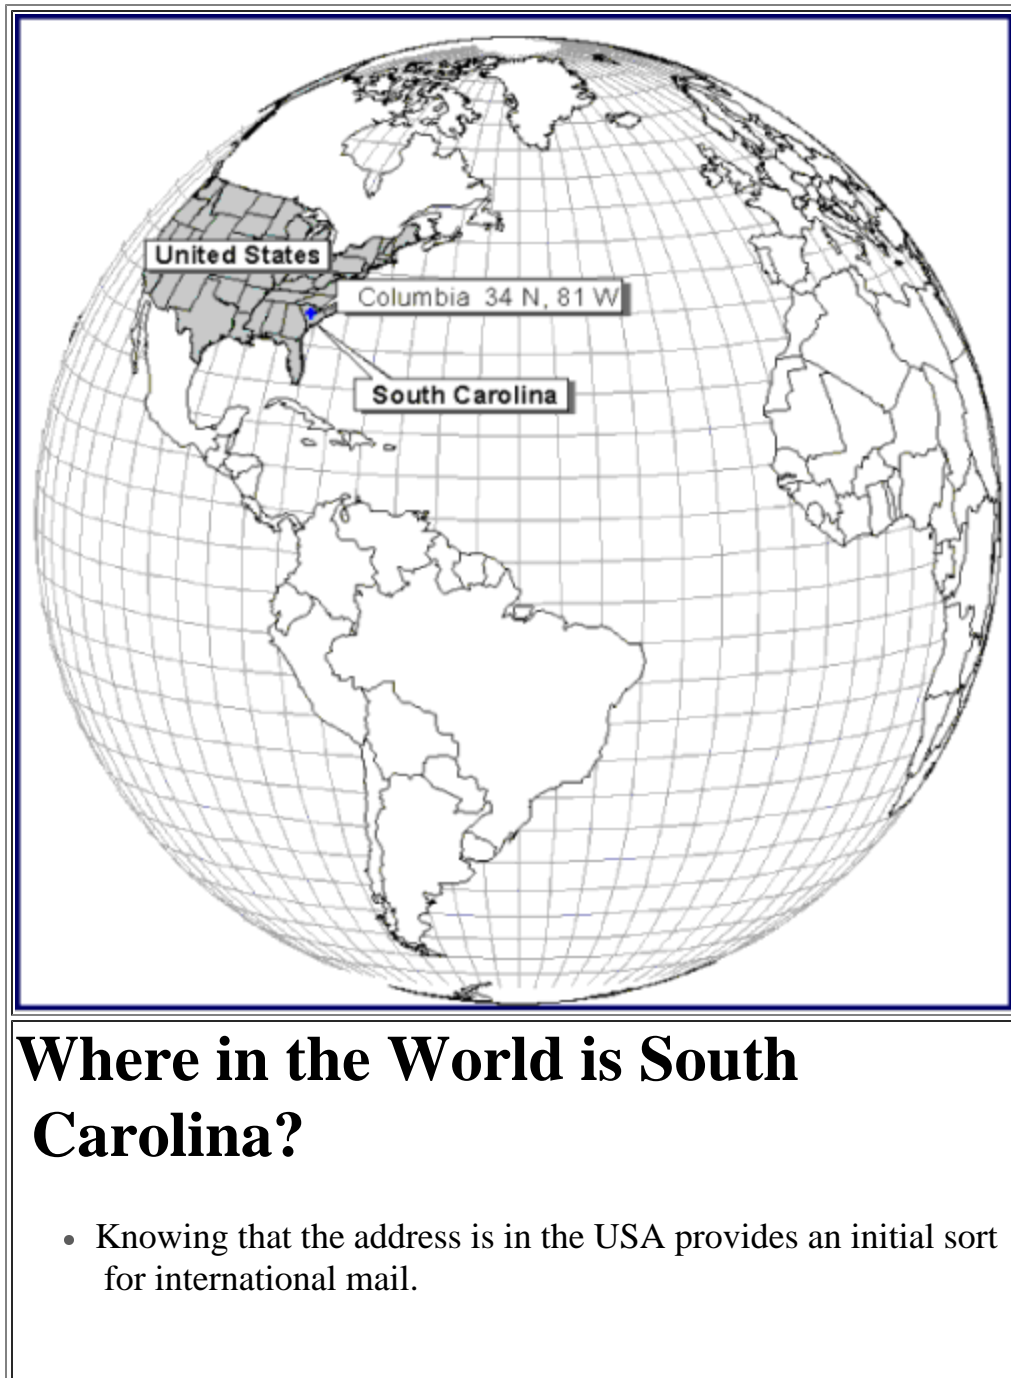 United States
Columbia 34 N, 81 W
South Carolina
Where in the World is South
Carolina?
• Knowing that the address is in the USA provides an initial sort
for international mail.